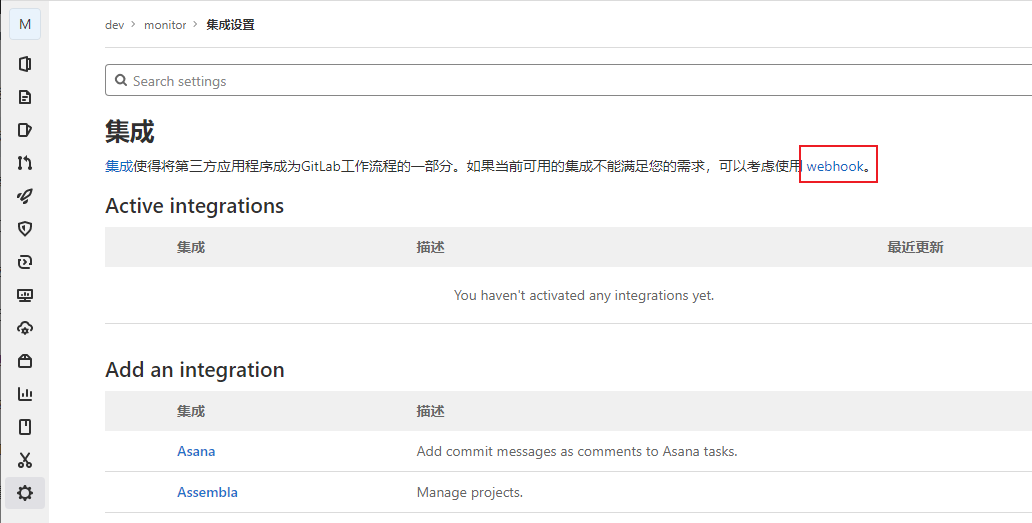 M
dev > monitor > 集成设置
Search settings
集成
集成使得将第三方应用程序成为GitLab工作流程的一部分。如果当前可用的集成不能满足您的需求，可以考虑使用 webhook。
Active integrations
集成 描述 最近更新
You haven't activated any integrations yet.
Add an integration
集成 描述
Asana Add commit messages as comments to Asana tasks.
Assembla Manage projects.